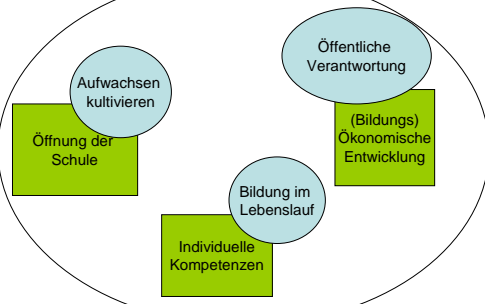 Aufwachsen
kultivieren
Öffnung der
Schule
Öffentliche
Verantwortung
(Bildungs)
Ökonomische
Entwicklung
Bildung im
Lebenslauf
Individuelle
Kompetenzen